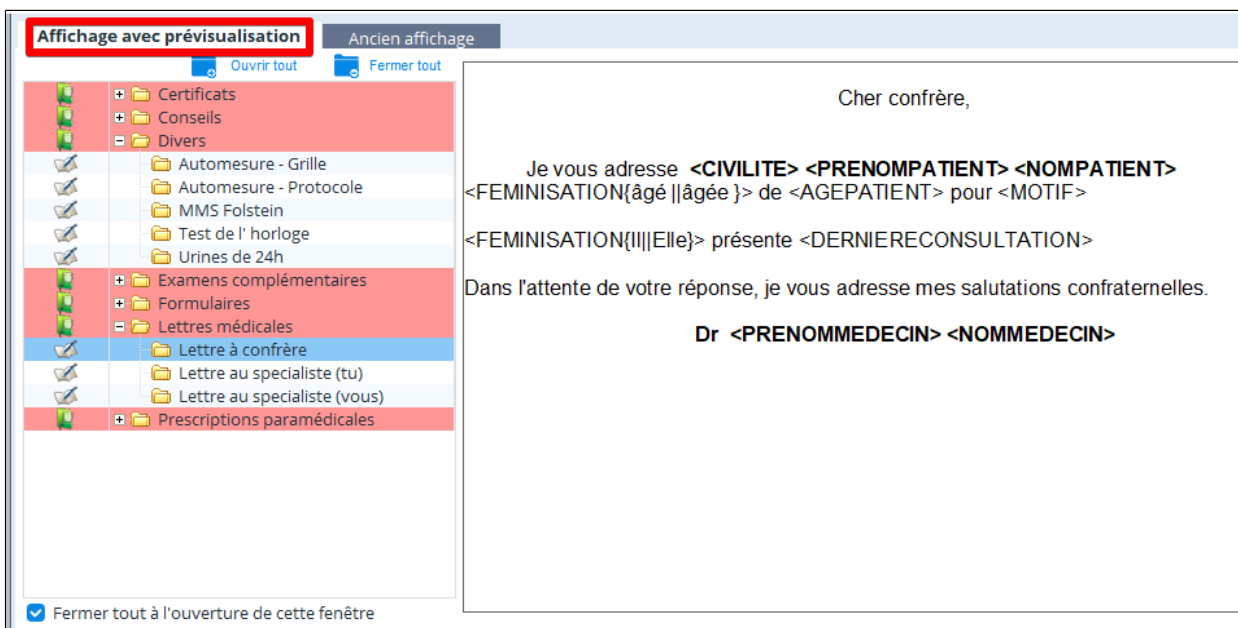 Affichage avec prévisualisation Ancien affichage
Ouvrir tout Fermer tout
Certificats
Conseils
Divers
Automesure - Grille
Automesure - Protocole
MMS Folstein
Test de l' horloge
Urines de 24h
Examens complémentaires
Formulaires
Lettres médicales
Lettre à confrère
Lettre au specialiste (tu)
Lettre au specialiste (vous)
Prescriptions paramédicales
Fermer tout à l'ouverture de cette fenêtre
Cher confrère,
Je vous adresse <CIVILITE> <PRENOMPATIENT> <NOMPATIENT>
<FEMINISATION{âgé ||âgée }> de <AGEPATIENT> pour <MOTIF>
<FEMINISATION{Il||Elle}> présente <DERNIERECONSULTATION>
Dans l'attente de votre réponse, je vous adresse mes salutations confraternelles.
Dr <PRENOMMEDECIN> <NOMMEDECIN>